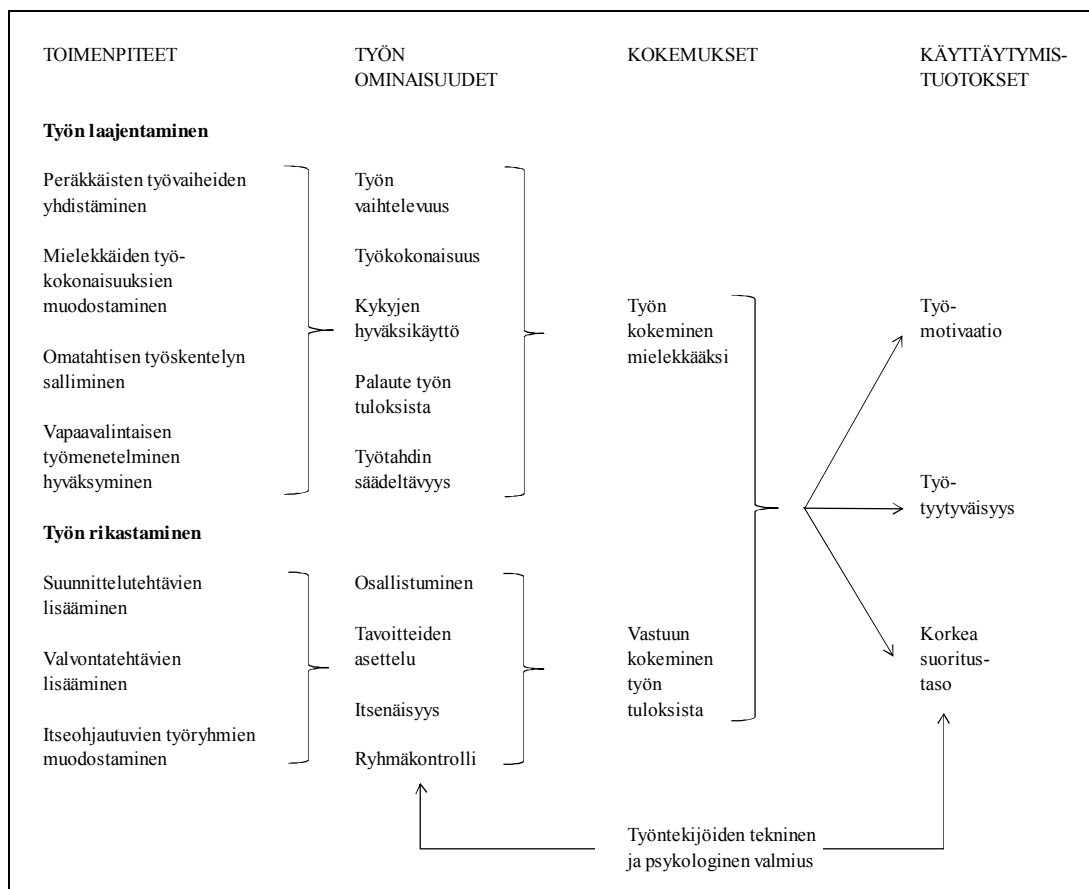 TOIMENPITEET
TYÖN
OMINAISUUDET
KOKEMUKSET
KÄYTTÄYTYMIS-
TUOTOKSET
Työn laajentaminen
Peräkkäisten työvaiheiden
yhdistäminen
Mielekkäiden työ-
kokonaisuuksien
muodostaminen
Omatahtisen työskentelyn
salliminen
Vapaavalintaisen
työmenetelminen
hyväksyminen
Työn
vaihtelevuus
Työkokonaisuus
Kykyjen
hyväksikäyttö
Palaute työn
tuloksista
Työtahdin
säädeltävyys
Työn
kokeminen
mielekkääksi
Työ-
motivaatio
Työ-
tyytyväisyys
Työn rikastaminen
Suunnittelutehtävien
lisääminen
Valvontatehtävien
lisääminen
Itseohjautuvien työryhmien
muodostaminen
Osallistuminen
Tavoitteiden
asettelu
Itsenäisyys
Ryhmäkontrolli
Vastuun
kokeminen
työn
tuloksista
Korkea
suoritus-
taso
Työntekijöiden tekninen
ja psykologinen valmius